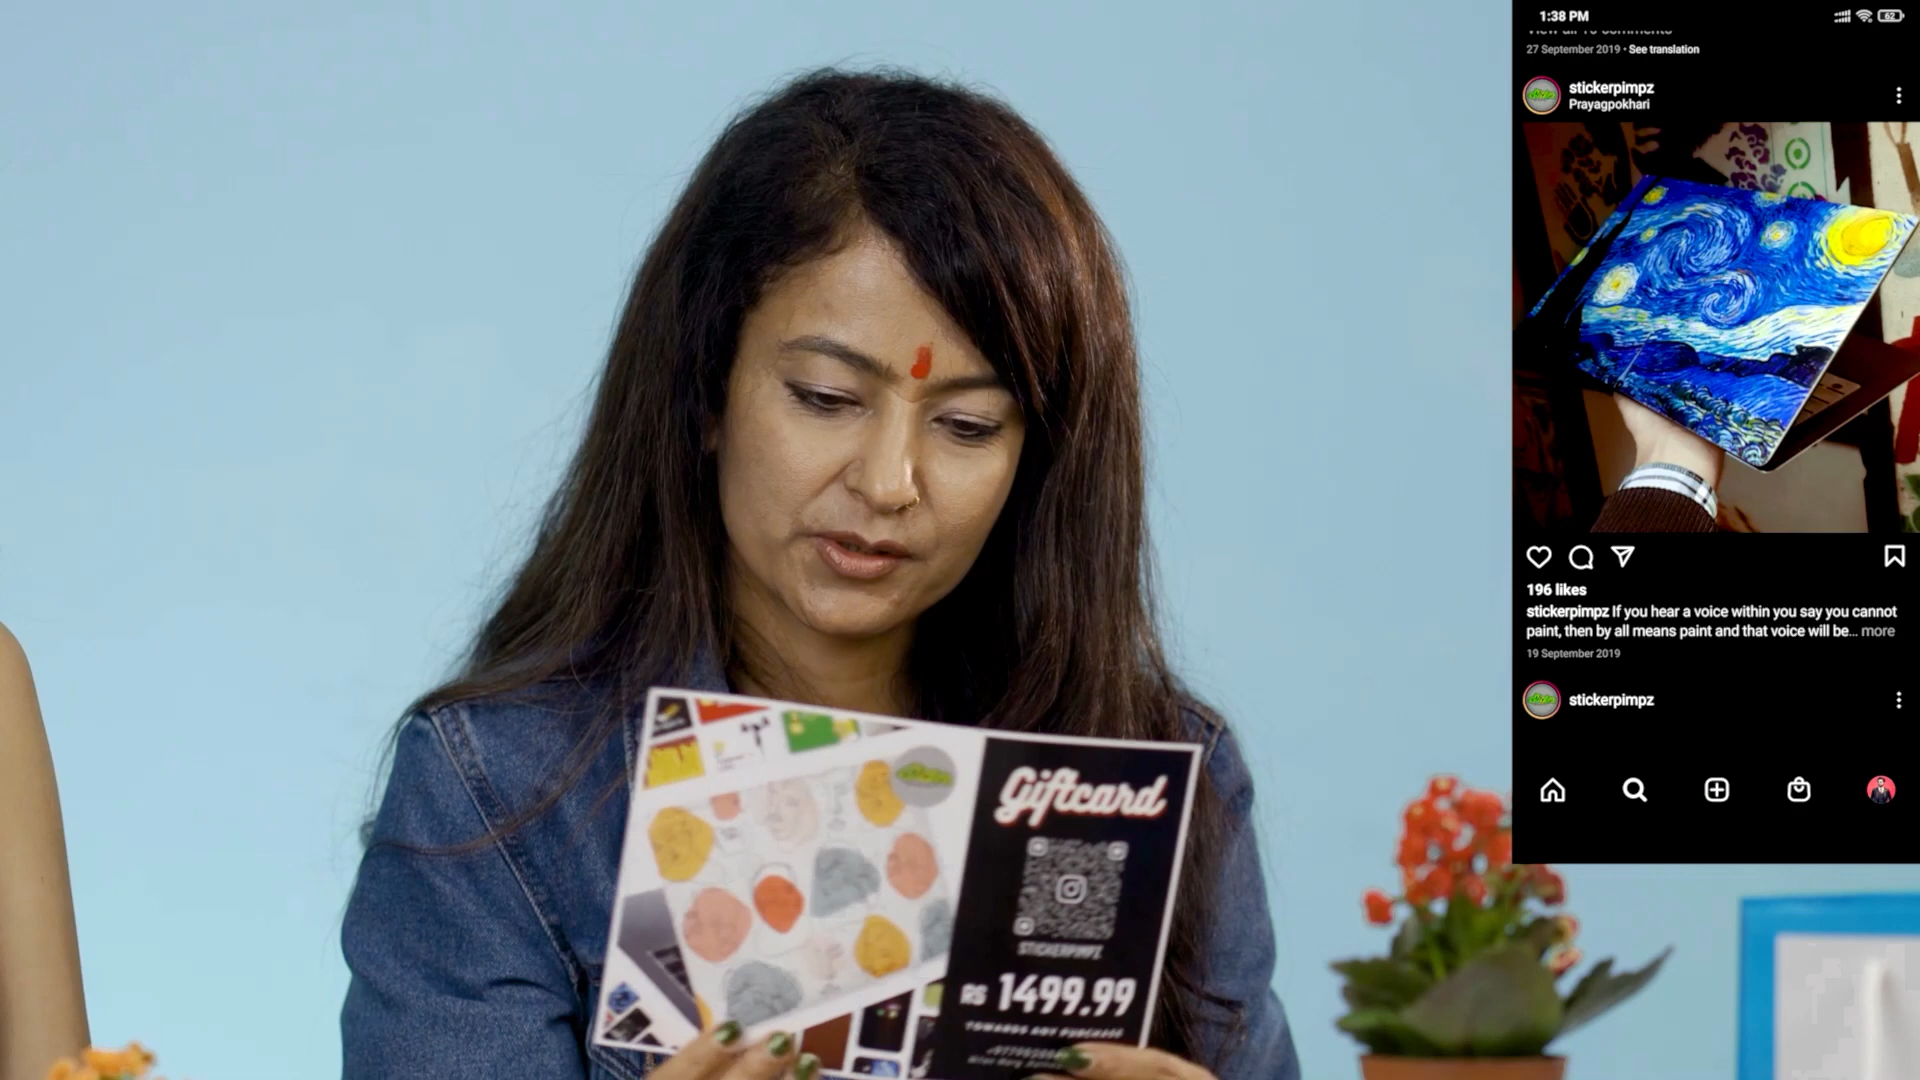 1:38 PM
62
27 September 2019 • See translation
stickerpimpz
Prayagpokhari
196 likes
stickerpimpz If you hear a voice within you say you cannot
paint, then by all means paint and that voice will be... more
19 September 2019
stickerpimpz
Giftcard
STICKERPIMPZ
RS 1499.99
TOWARDS ANY PURCHASE